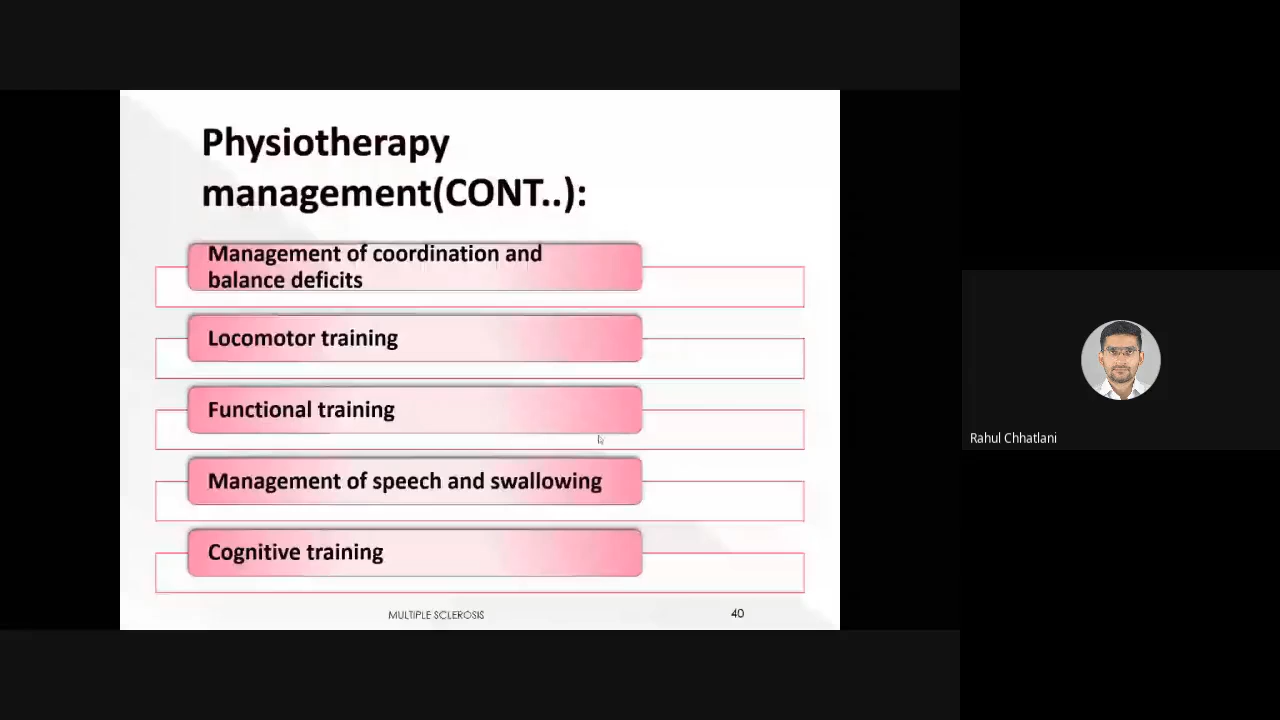 Physiotherapy
management(CONT..):
Management of coordination and
balance deficits
Locomotor training
Functional training
Management of speech and swallowing
Cognitive training
MULTIPLE SCLEROSIS
40
Rahul Chhatlani